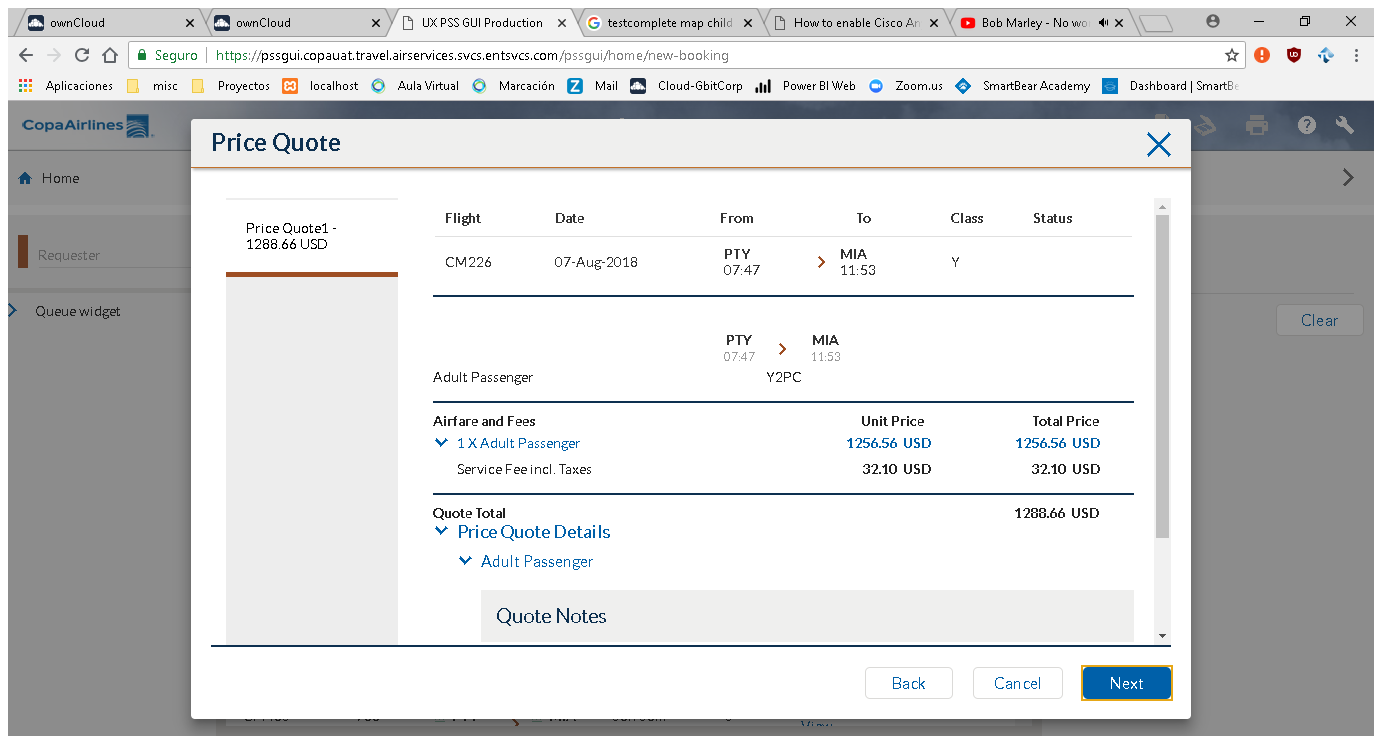 ownCloud
ownCloud
UX PSS GUI Production
testcomplete map child
How to enable Cisco An
Bob Marley - No wo
Seguro https://pssgui.copauat.travel.airservices.svcs.entsvcs.com/pssgui/home/new-booking
Aplicaciones misc Proyectos localhost Aula Virtual Marcación Mail Cloud-GbitCorp Power BI Web Zoom.us SmartBear Academy Dashboard | SmartBe
CopaAirlines
Home
Requester
Queue widget
Clear
Price Quote
Price Quote1 -
1288.66 USD
Flight Date From To Class Status
PTY MIA
CM226 07-Aug-2018 07:47 11:53 Y
PTY MIA
07:47 11:53
Adult Passenger Y2PC
Airfare and Fees Unit Price Total Price
1 X Adult Passenger 1256.56 USD 1256.56 USD
Service Fee incl. Taxes 32.10 USD 32.10 USD
Quote Total 1288.66 USD
Price Quote Details
Adult Passenger
Quote Notes
Back Cancel Next